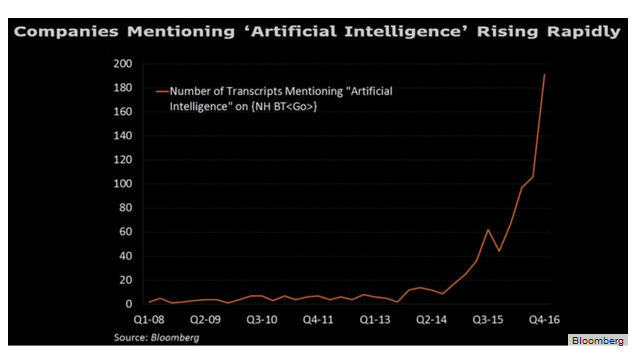 Companies Mentioning ‘Artificial Intelligence’ Rising Rapidly
200
180
160
140
120
100
80
60
40
20
0
Number of Transcripts Mentioning "Artificial
Intelligence" on {NH BT<Go>}
Q1-08 Q2-09 Q3-10 Q4-11 Q1-13 Q2-14 Q3-15 Q4-16
Source: Bloomberg
Bloomberg